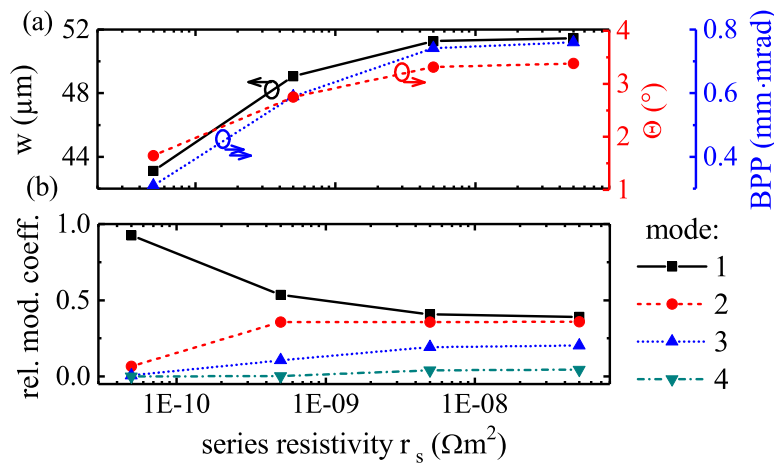 (a)
52
48
44
w (μm)
4
3
2
1
Θ (°)
0.8
0.6
0.4
BPP (mm·mrad)
(b)
1.0
0.5
0.0
rel. mod. coeff.
1E-10 1E-09 1E-08
series resistivity r s (Ωm²)
mode:
1
2
3
4